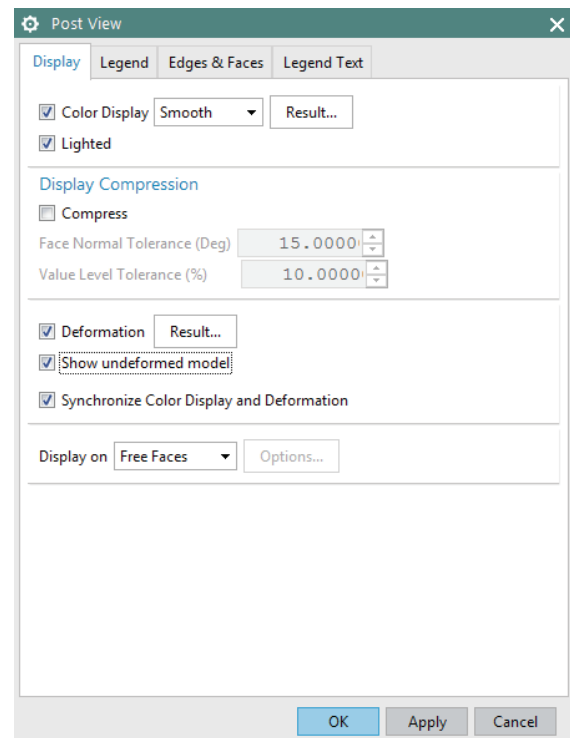 Post View
Display Legend Edges & Faces Legend Text
Color Display Smooth Result...
Lighted
Display Compression
Compress
Face Normal Tolerance (Deg) 15.0000
Value Level Tolerance (%) 10.0000
Deformation Result...
Show undeformed model
Synchronize Color Display and Deformation
Display on Free Faces Options...
OK Apply Cancel